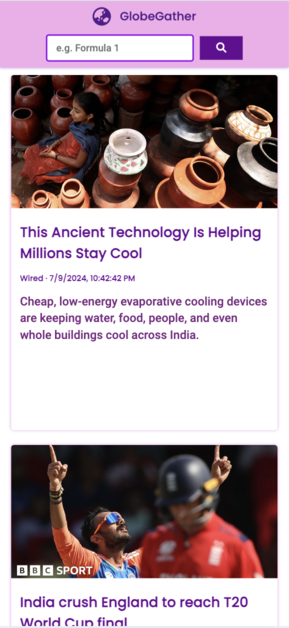 GlobeGather
e.g. Formula 1
This Ancient Technology Is Helping
Millions Stay Cool
Wired · 7/9/2024, 10:42:42 PM
Cheap, low-energy evaporative cooling devices
are keeping water, food, people, and even
whole buildings cool across India.
BBC SPORT
India crush England to reach T20
World Cup final